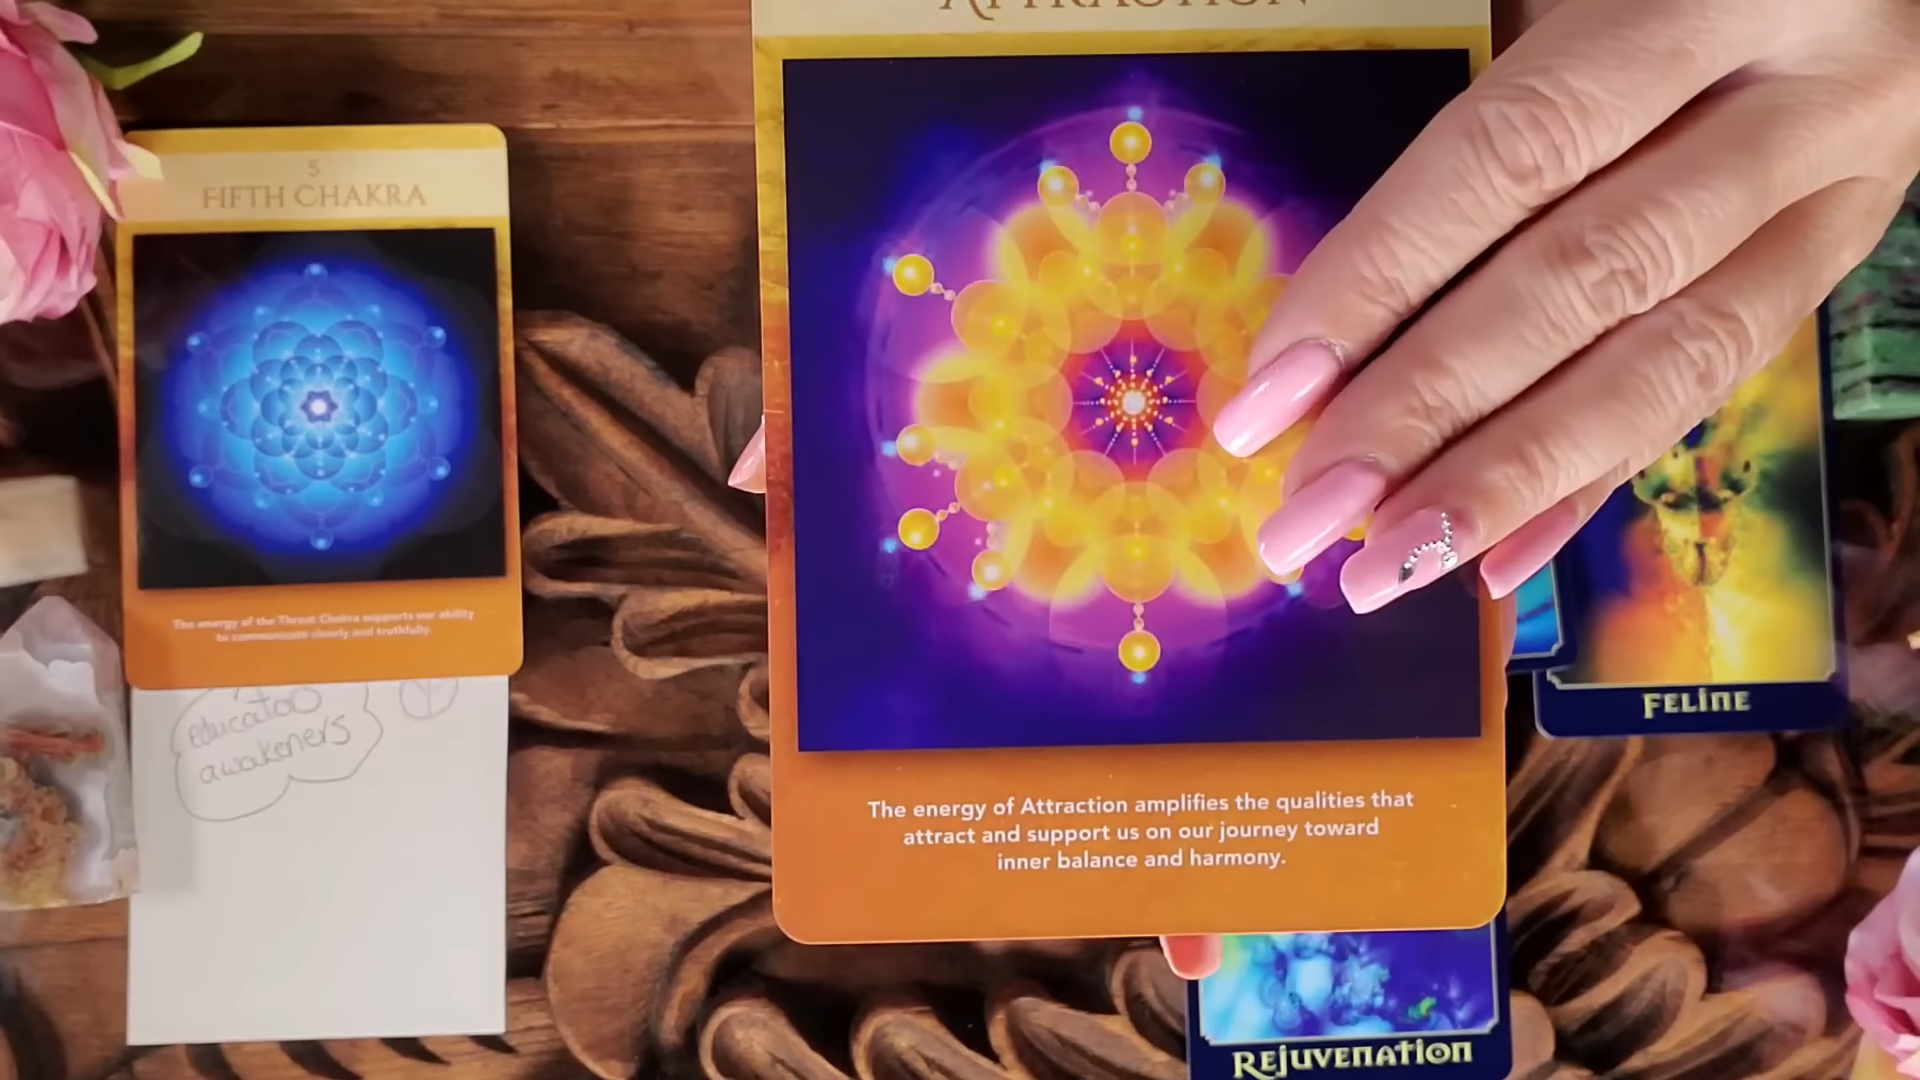 ATTRACTION
5
FIFTH CHAKRA
The energy of the Throat Chakra supports our ability
to communicate clearly and truthfully.
educators
awakeners
The energy of Attraction amplifies the qualities that
attract and support us on our journey toward
inner balance and harmony.
FELINE
REJUVENATION